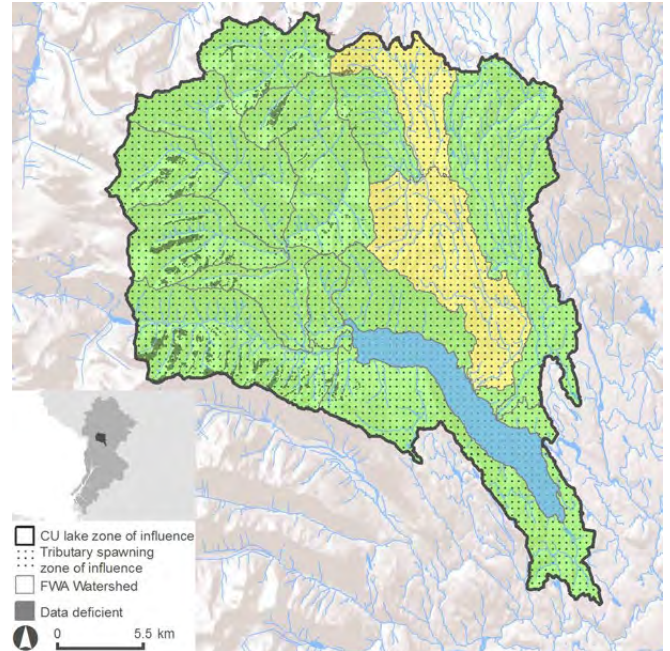 CU lake zone of influence
Tributary spawning
zone of influence
FWA Watershed
Data deficient
0 5.5 km